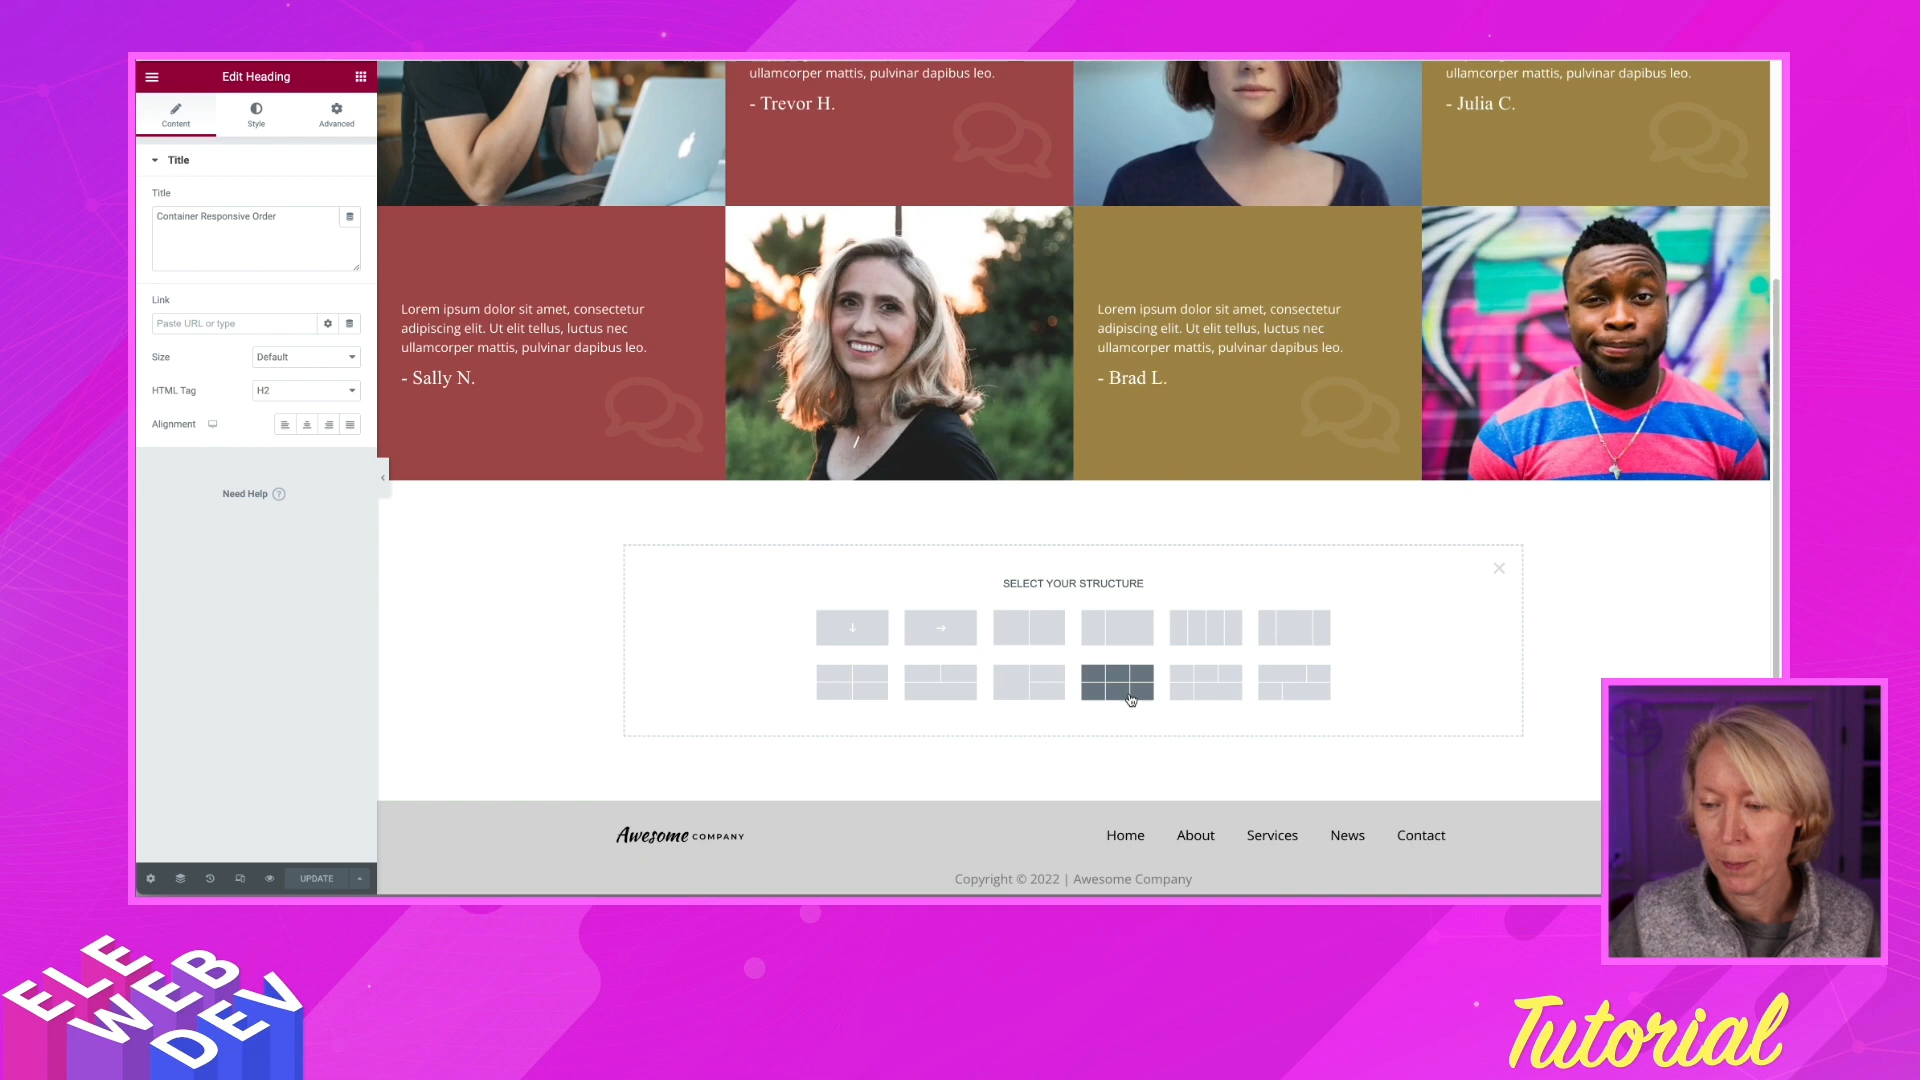 Edit Heading
Content
Style
Advanced
Title
Title
Container Responsive Order
Link
Paste URL or type
Size
Default
HTML Tag
H2
Alignment
Need Help ?
UPDATE
ullamcorper mattis, pulvinar dapibus leo.
- Trevor H.
ullamcorper mattis, pulvinar dapibus leo.
- Julia C.
Lorem ipsum dolor sit amet, consectetur
adipiscing elit. Ut elit tellus, luctus nec
ullamcorper mattis, pulvinar dapibus leo.
- Sally N.
Lorem ipsum dolor sit amet, consectetur
adipiscing elit. Ut elit tellus, luctus nec
ullamcorper mattis, pulvinar dapibus leo.
- Brad L.
SELECT YOUR STRUCTURE
Awesome COMPANY
Home About Services News Contact
Copyright © 2022 | Awesome Company
ELE
WEB
DEV
Tutorial